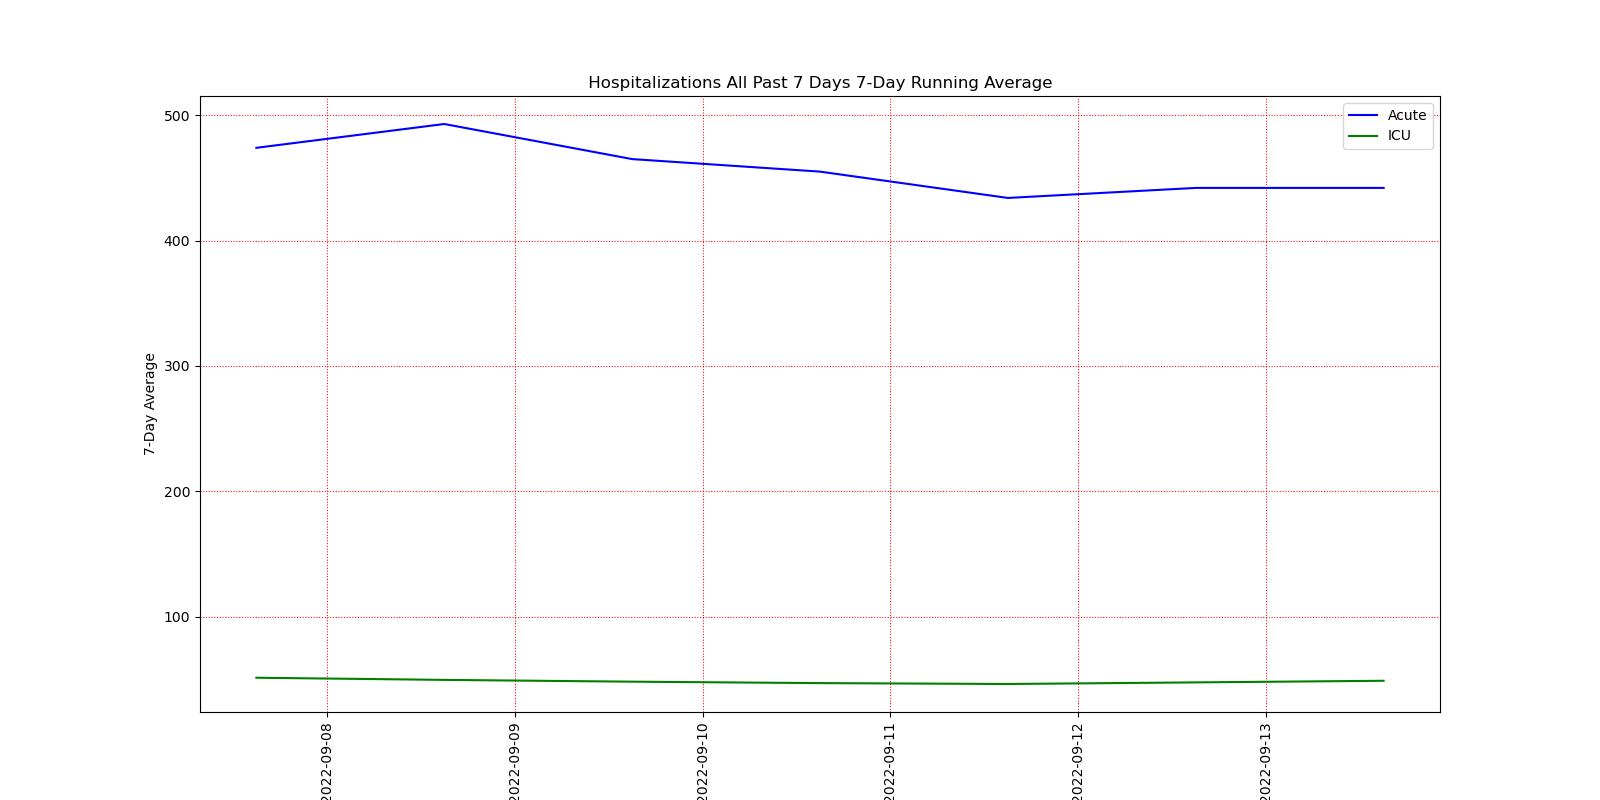 Hospitalizations All Past 7 Days 7-Day Running Average
Acute
ICU
7-Day Average
500
400
300
200
100
2022-09-08
2022-09-09
2022-09-10
2022-09-11
2022-09-12
2022-09-13